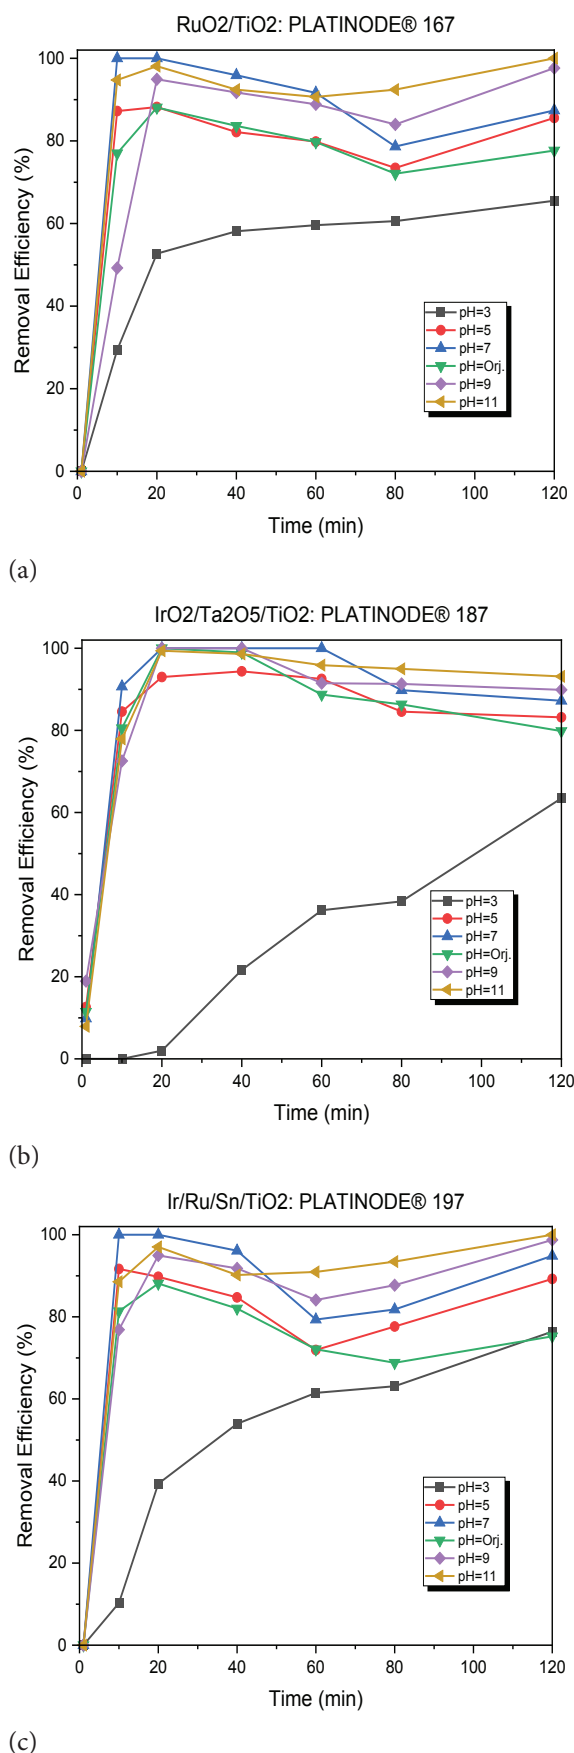 RuO2/TiO2: PLATINODE® 167
100
80
60
40
20
0
Removal Efficiency (%)
pH=3
pH=5
pH=7
pH=Orj.
pH=9
pH=11
0 20 40 60 80 100 120
Time (min)
(a)
IrO2/Ta2O5/TiO2: PLATINODE® 187
100
80
60
40
20
0
Removal Efficiency (%)
pH=3
pH=5
pH=7
pH=Orj.
pH=9
pH=11
0 20 40 60 80 100 120
Time (min)
(b)
Ir/Ru/Sn/TiO2: PLATINODE® 197
100
80
60
40
20
0
Removal Efficiency (%)
pH=3
pH=5
pH=7
pH=Orj.
pH=9
pH=11
0 20 40 60 80 100 120
Time (min)
(c)